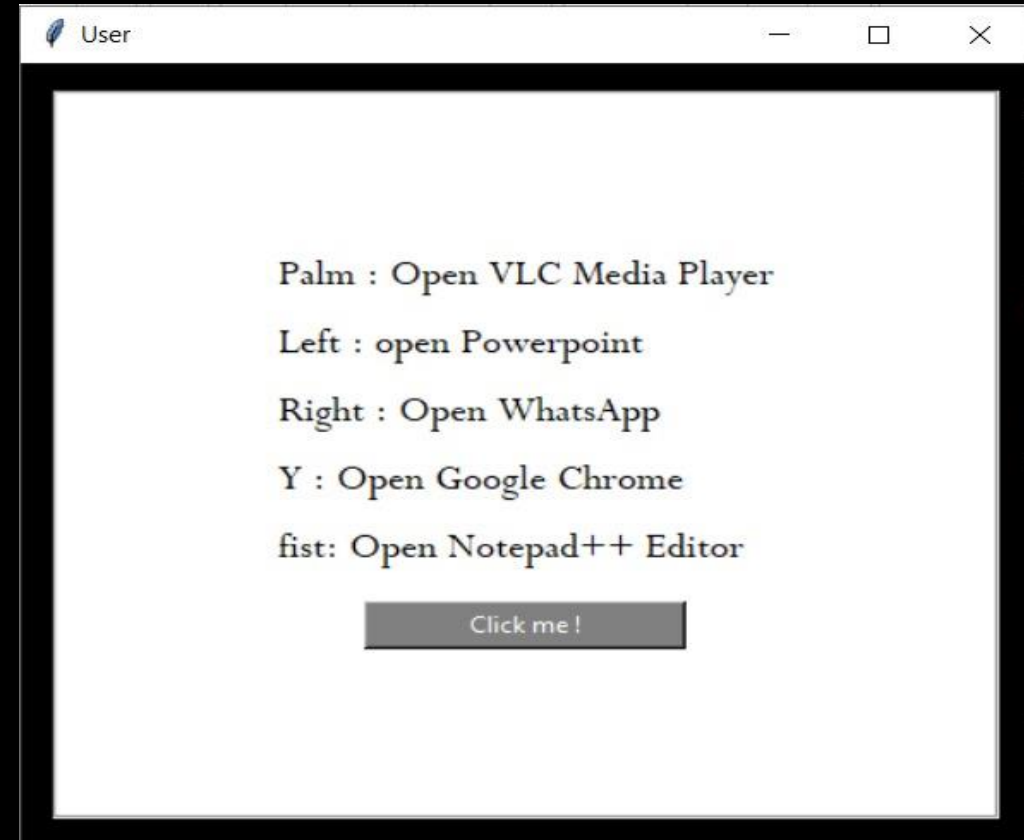 User
Palm : Open VLC Media Player
Left : open Powerpoint
Right : Open WhatsApp
Y : Open Google Chrome
fist: Open Notepad++ Editor
Click me !